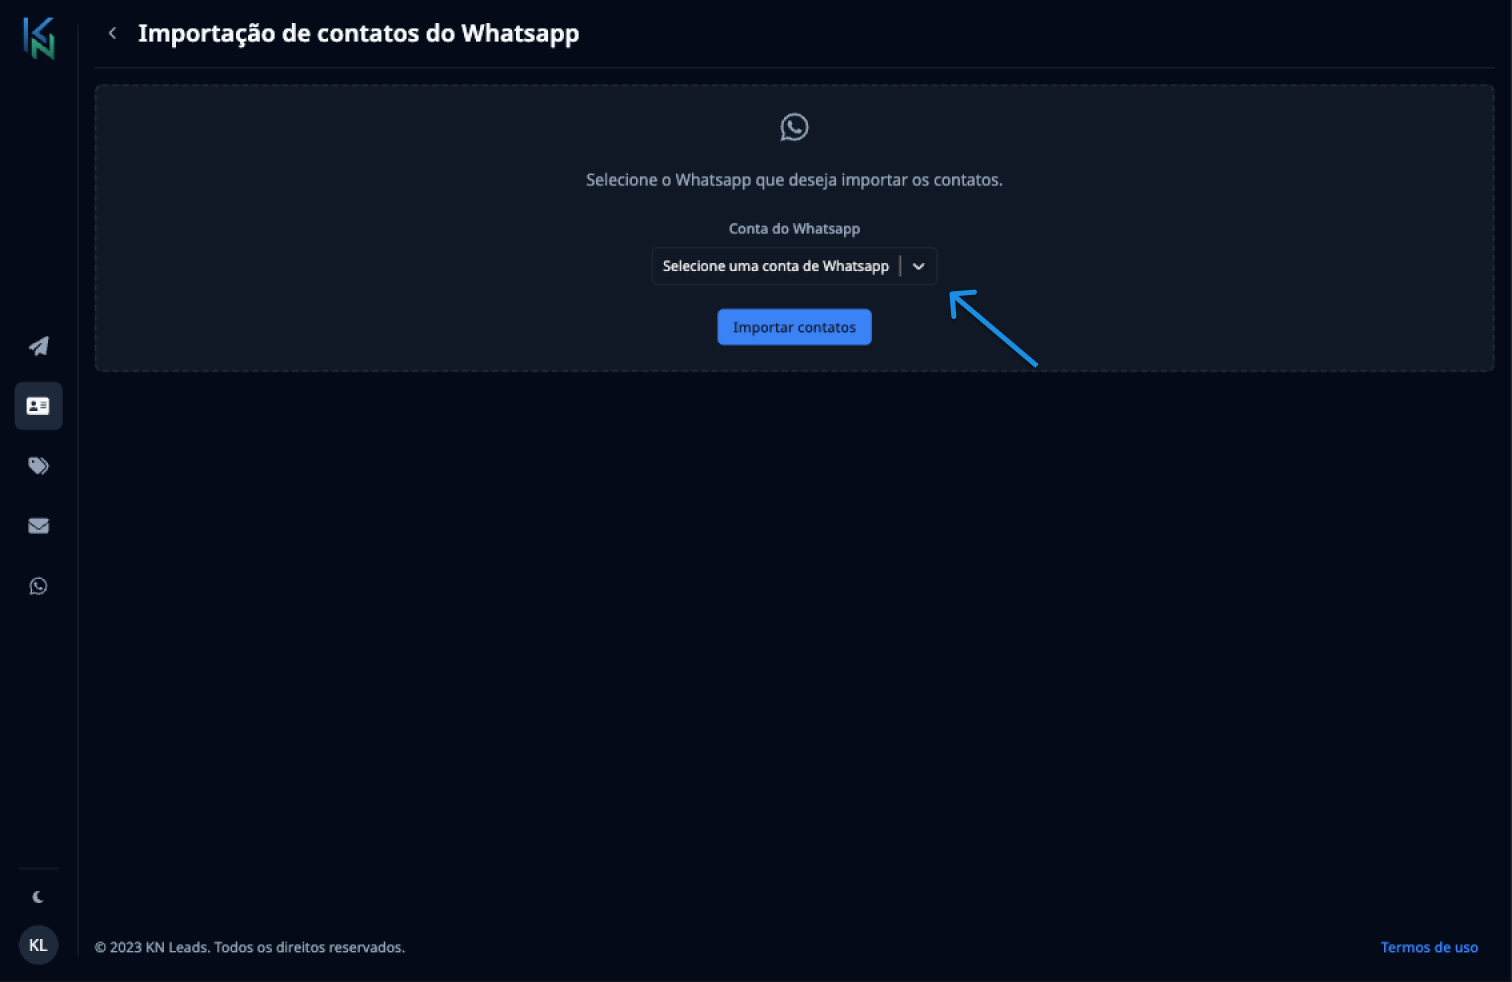 KN
Importação de contatos do Whatsapp
Selecione o Whatsapp que deseja importar os contatos.
Conta do Whatsapp
Selecione uma conta de Whatsapp
Importar contatos
KL
© 2023 KN Leads. Todos os direitos reservados.
Termos de uso